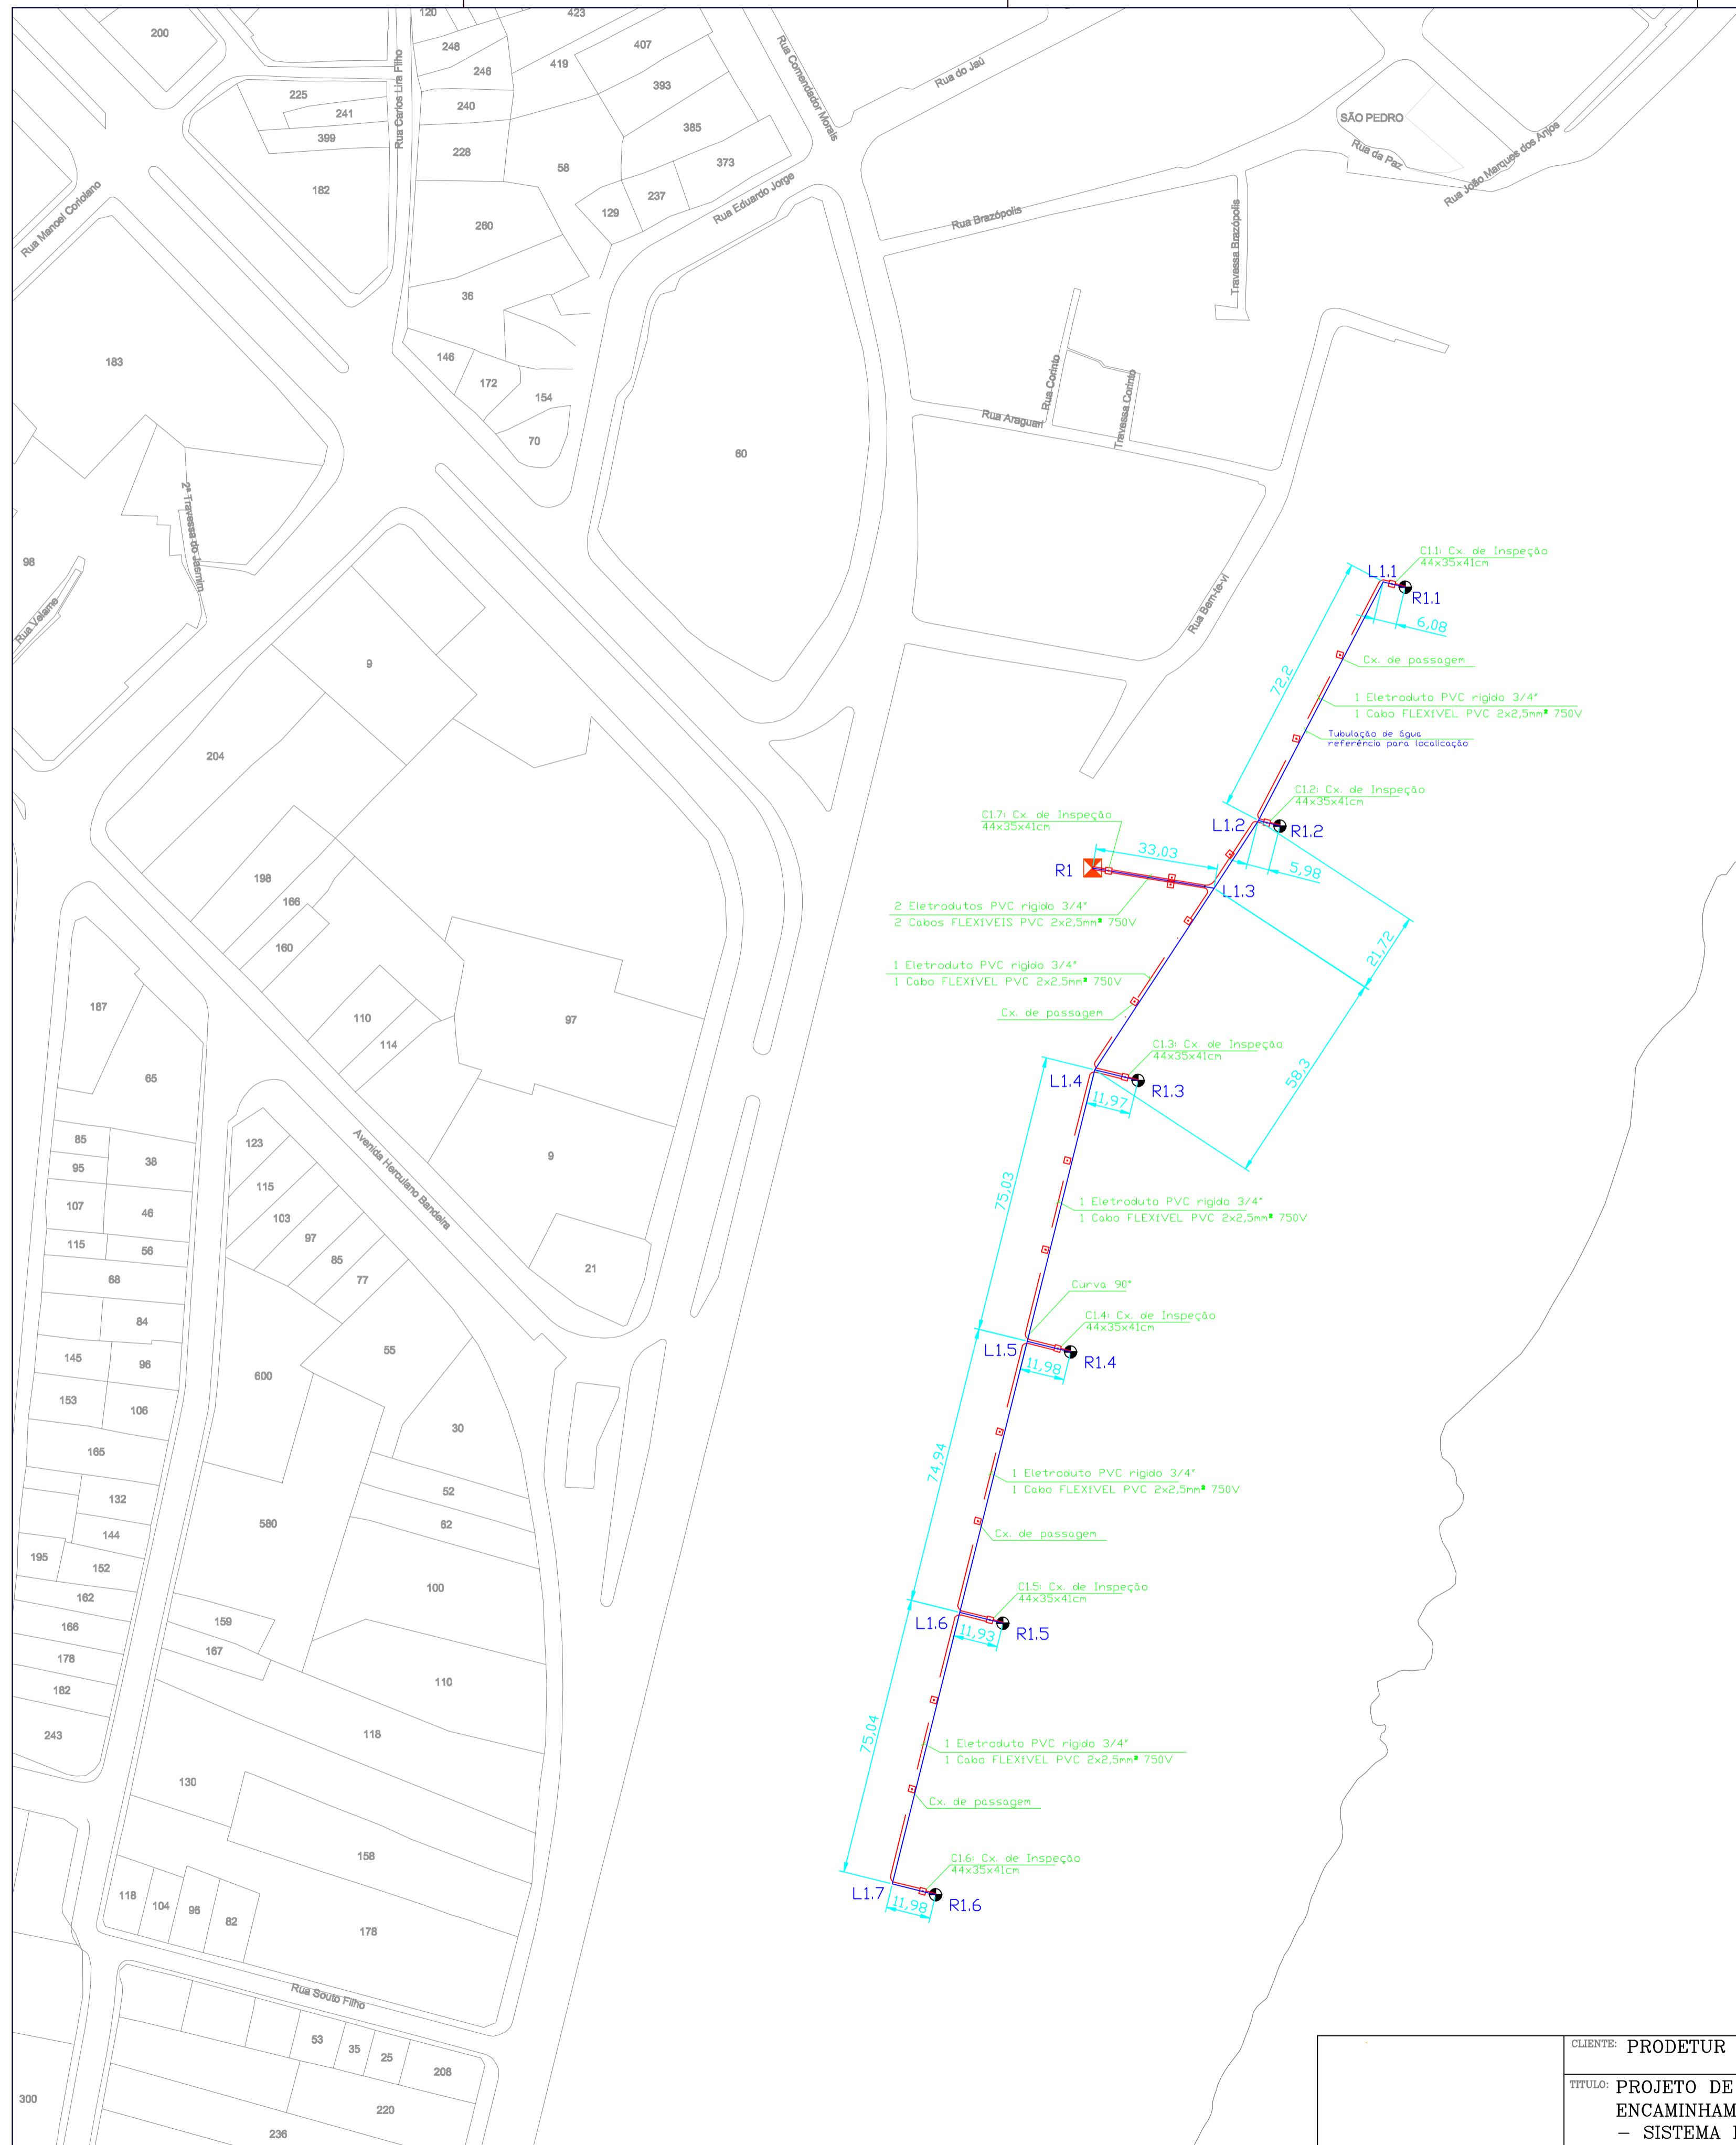 120
423
200
248
407
246
419
393
225
240
241
399
385
228
373
58
182
237
129
260
36
183
146
172
154
70
60
98
9
204
198
166
160
187
110
97
114
65
85
38
123
9
95
115
107
46
103
97
115
56
85
77
21
68
84
55
145
96
600
153
106
30
165
52
132
62
580
144
195
152
100
162
159
166
167
178
110
182
118
243
130
158
118
104
96
82
178
53
35
25
208
300
220
236
Rua Carlos Lira Filho
Rua Comendador Morais
Rua do Jaú
SÃO PEDRO
Rua da Paz
Rua João Marques dos Anjos
Rua Manoel Coriolano
Rua Eduardo Jorge
Rua Brazópolis
Travessa Brazópolis
Rua Corinto
Travessa Corinto
Rua Araguari
2ª Travessa do Jasmim
Rua Velame
Rua Bem-te-vi
Avenida Herculano Bandeira
Rua Souto Filho
C1.1: Cx. de Inspeção
44x35x41cm
L1.1
R1.1
6,08
Cx. de passagem
72,2
1 Eletroduto PVC rigido 3/4"
1 Cabo FLEXÍVEL PVC 2x2,5mm² 750V
Tubulação de água
referência para localicação
C1.2: Cx. de Inspeção
44x35x41cm
L1.2
R1.2
5,98
C1.7: Cx. de Inspeção
44x35x41cm
33,03
R1
L1.3
2 Eletrodutos PVC rigido 3/4"
2 Cabos FLEXÍVEIS PVC 2x2,5mm² 750V
21,72
1 Eletroduto PVC rigido 3/4"
1 Cabo FLEXÍVEL PVC 2x2,5mm² 750V
Cx. de passagem
C1.3: Cx. de Inspeção
44x35x41cm
58,3
L1.4
R1.3
11,97
75,03
1 Eletroduto PVC rigido 3/4"
1 Cabo FLEXÍVEL PVC 2x2,5mm² 750V
Curva 90°
C1.4: Cx. de Inspeção
44x35x41cm
L1.5
R1.4
11,98
74,94
1 Eletroduto PVC rigido 3/4"
1 Cabo FLEXÍVEL PVC 2x2,5mm² 750V
Cx. de passagem
C1.5: Cx. de Inspeção
44x35x41cm
L1.6
R1.5
11,93
75,04
1 Eletroduto PVC rigido 3/4"
1 Cabo FLEXÍVEL PVC 2x2,5mm² 750V
Cx. de passagem
C1.6: Cx. de Inspeção
44x35x41cm
L1.7
R1.6
11,98
CLIENTE: PRODETUR
TITULO: PROJETO DE
ENCAMINHAM
– SISTEMA